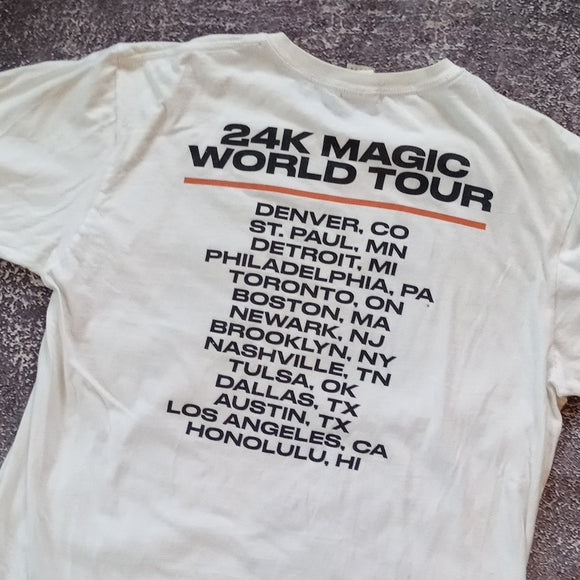 24K MAGIC
WORLD TOUR
DENVER, CO
ST. PAUL, MN
DETROIT, MI
PHILADELPHIA, PA
TORONTO, ON
BOSTON, MA
NEWARK, NJ
BROOKLYN, NY
NASHVILLE, TN
TULSA, OK
DALLAS, TX
AUSTIN, TX
LOS ANGELES, CA
HONOLULU, HI